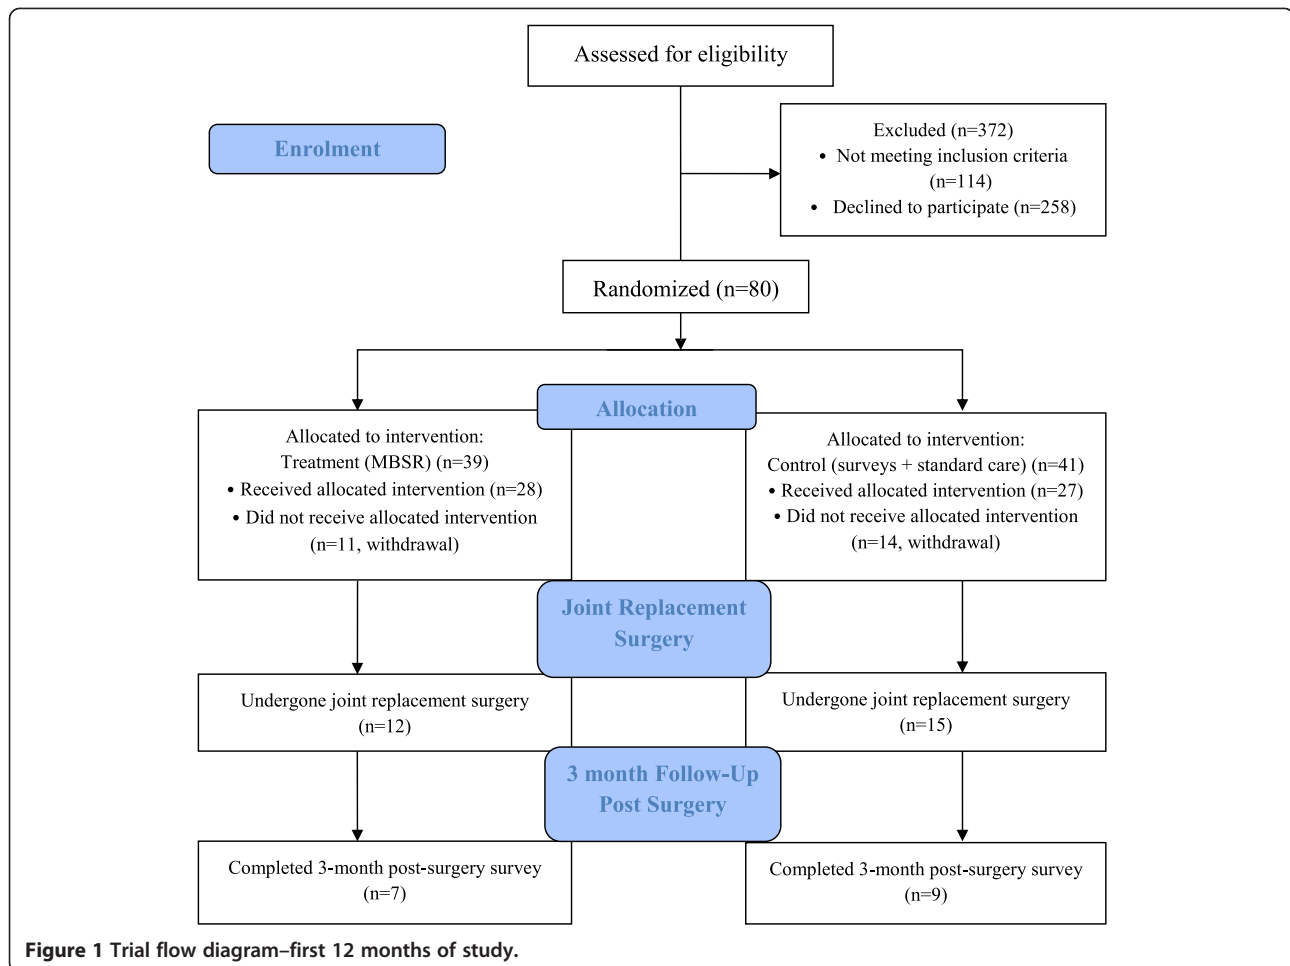 Assessed for eligibility
Enrolment
Excluded (n=372)
• Not meeting inclusion criteria
(n=114)
• Declined to participate (n=258)
Randomized (n=80)
Allocation
Allocated to intervention:
Treatment (MBSR) (n=39)
• Received allocated intervention (n=28)
• Did not receive allocated intervention
(n=11, withdrawal)
Allocated to intervention:
Control (surveys + standard care) (n=41)
• Received allocated intervention (n=27)
• Did not receive allocated intervention
(n=14, withdrawal)
Joint Replacement
Surgery
Undergone joint replacement surgery
(n=12)
Undergone joint replacement surgery
(n=15)
3 month Follow-Up
Post Surgery
Completed 3-month post-surgery survey
(n=7)
Completed 3-month post-surgery survey
(n=9)
Figure 1 Trial flow diagram–first 12 months of study.